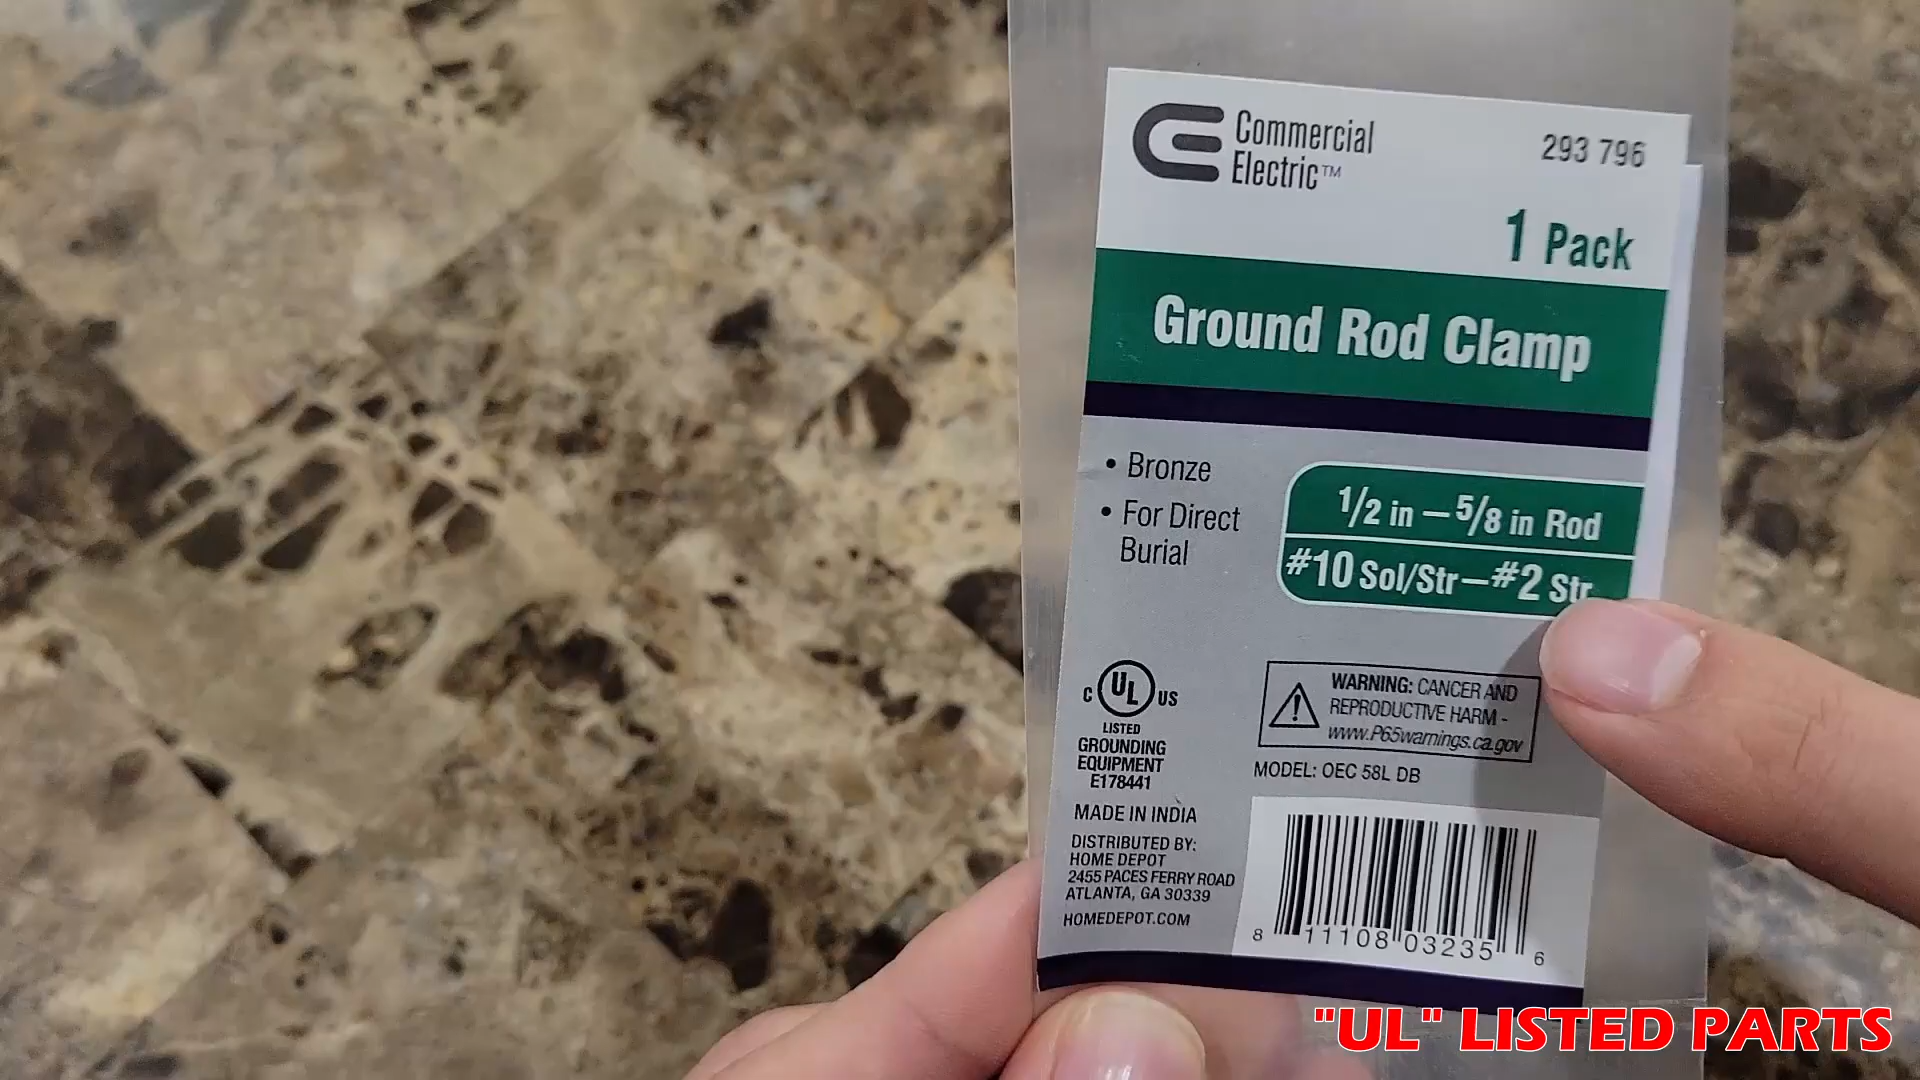 Commercial
Electric™
293 796
1 Pack
Ground Rod Clamp
• Bronze
• For Direct
Burial
1/2 in – 5/8 in Rod
#10 Sol/Str – #2 Str
C UL US
LISTED
GROUNDING
EQUIPMENT
E178441
WARNING: CANCER AND
REPRODUCTIVE HARM -
www.P65warnings.ca.gov
MODEL: OEC 58L DB
MADE IN INDIA
DISTRIBUTED BY:
HOME DEPOT
2455 PACES FERRY ROAD
ATLANTA, GA 30339
HOMEDEPOT.COM
8 11108 03235 6
"UL" LISTED PARTS